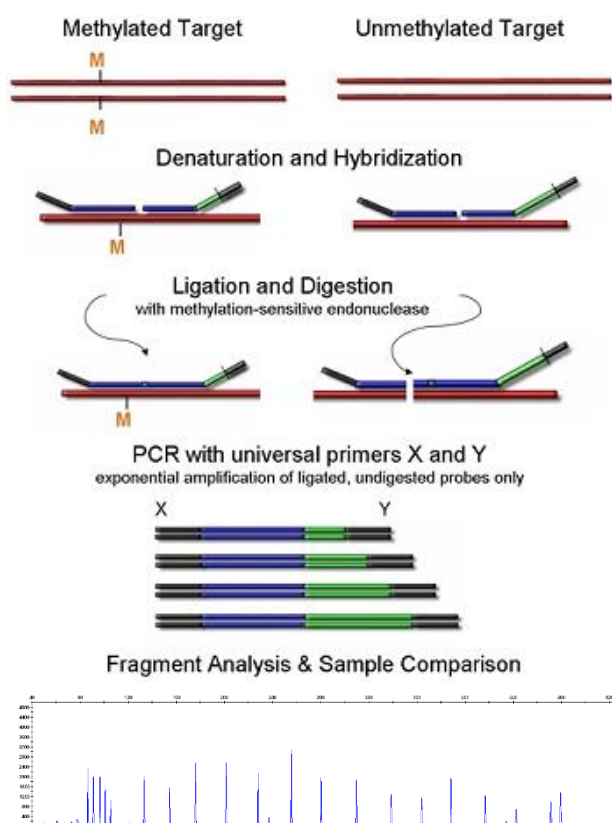 Methylated Target
Unmethylated Target
M
M
Denaturation and Hybridization
M
Ligation and Digestion
with methylation-sensitive endonuclease
M
PCR with universal primers X and Y
exponential amplification of ligated, undigested probes only
X Y
Fragment Analysis & Sample Comparison